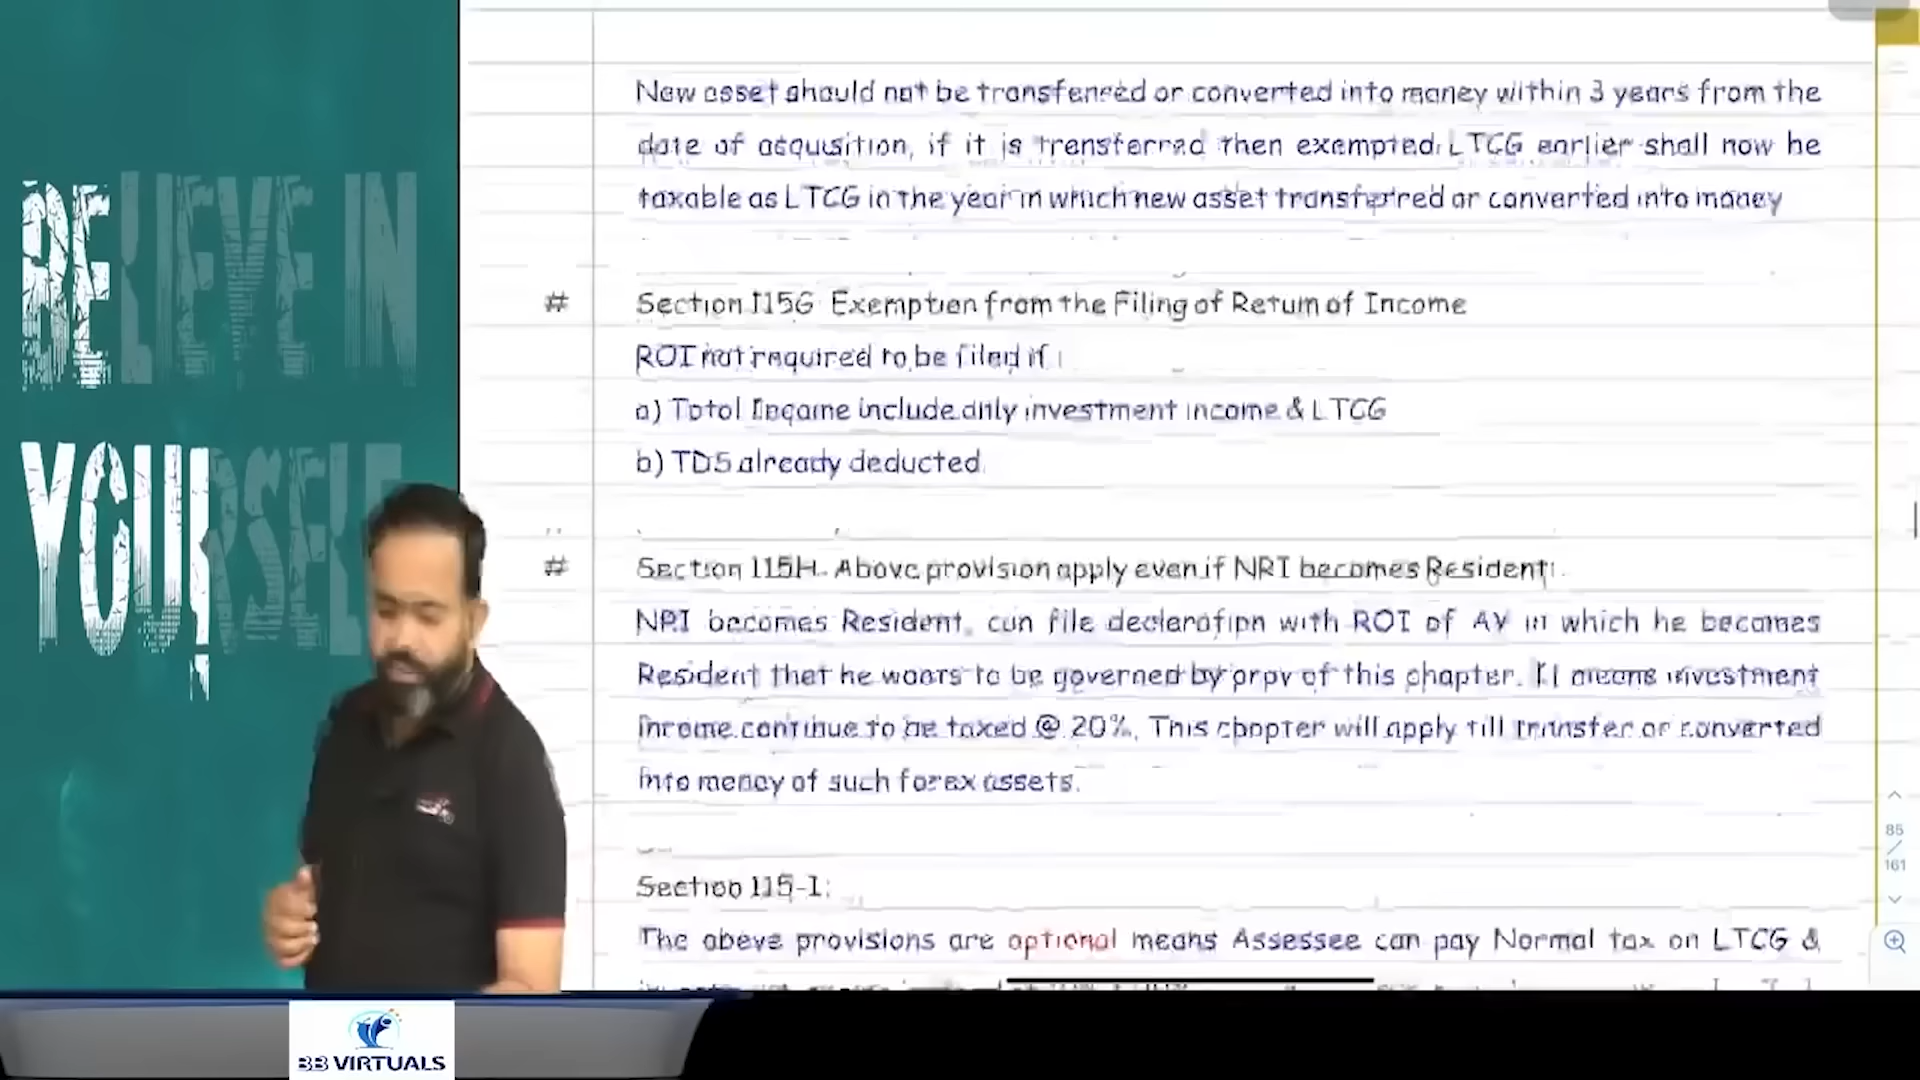 BELIEVE IN
YOURSELF
New asset should not be transferred or converted into money within 3 years from the
date of acquisition, if it is transferred then exempted LTCG earlier shall now be
taxable as LTCG in the year in which new asset transferred or converted into money
# Section 115G Exemption from the Filing of Return of Income
ROI not required to be filed if
a) Total Income include only investment income & LTCG
b) TDS already deducted
# Section 115H- Above provision apply even if NRI becomes Resident
NRI becomes Resident, can file declaration with ROI of AY in which he becomes
Resident that he wants to be governed by prov of this chapter. It means investment
income continue to be taxed @ 20%. This chapter will apply till transfer or converted
into money of such forex assets.
Section 115-I:
The above provisions are optional means Assessee can pay Normal tax on LTCG &
85
/
161
BB VIRTUALS